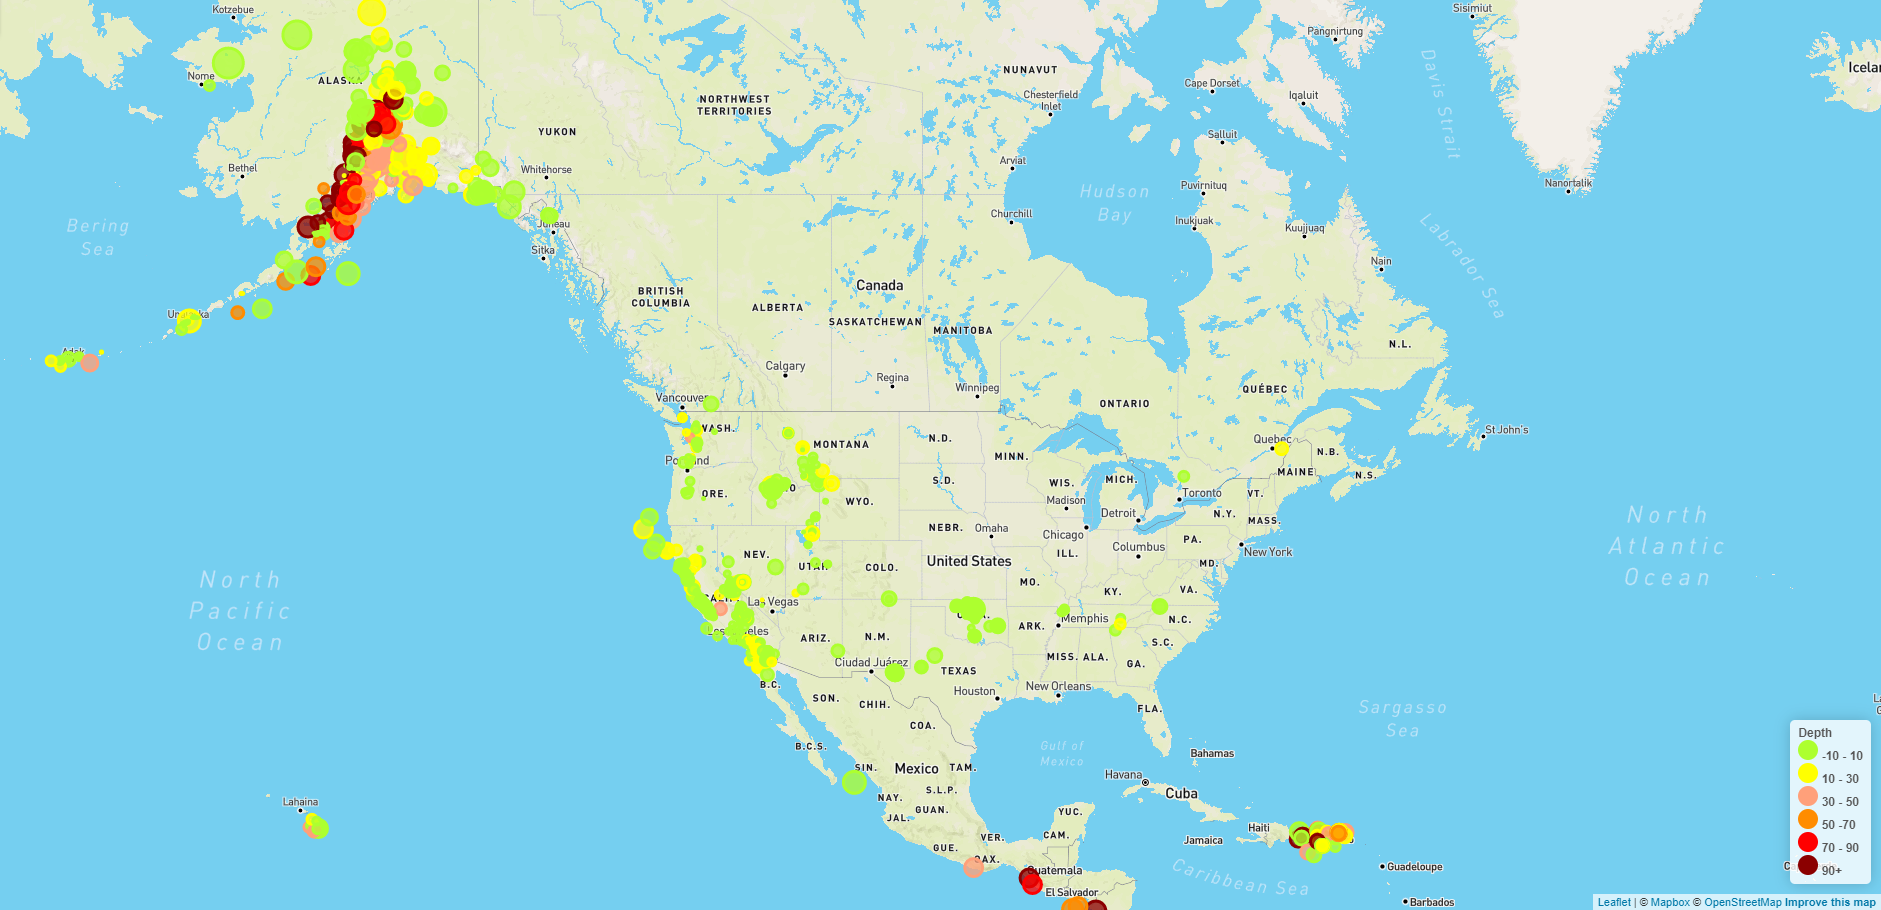 Kotzebue
Sisimiut
Pangnirtung
Davis Strait
Nome
ALASKA
NUNAVUT
Cape Dorset
Iqaluit
Icelan
NORTHWEST
TERRITORIES
Chesterfield
Inlet
YUKON
Salluit
Bethel
Whitehorse
Arviat
Puvirnituq
Nanortalik
Hudson
Bay
Bering
Sea
Juneau
Sitka
Churchill
Inukjuak
Kuujjuaq
Labrador Sea
Nain
BRITISH
COLUMBIA
ALBERTA
Canada
SASKATCHEWAN
MANITOBA
N.L.
Calgary
Regina
Winnipeg
QUÉBEC
ONTARIO
Vancouver
WASH.
MONTANA
N.D.
MINN.
Quebec
N.B.
St John's
MAINE
N.S.
ORE.
WYO.
S.D.
WIS.
MICH.
Madison
Toronto
VT.
Detroit
N.Y.
MASS.
NEBR.
Omaha
Chicago
Columbus
PA.
New York
NEV.
UTAH
COLO.
United States
ILL.
MD.
MO.
KY.
VA.
North
Pacific
Ocean
North
Atlantic
Ocean
Las Vegas
Los Angeles
ARIZ.
N.M.
ARK.
Memphis
N.C.
S.C.
MISS.
ALA.
GA.
Ciudad Juárez
TEXAS
B.C.
SON.
CHIH.
Houston
New Orleans
FLA.
COA.
Sargasso
Sea
B.C.S.
Gulf of
Mexico
Bahamas
SIN.
Mexico
TAM.
Havana
Cuba
NAY.
S.L.P.
GUAN.
JAL.
YUC.
CAM.
VER.
GUE.
OAX.
Lahaina
Haiti
Jamaica
Guatemala
El Salvador
Caribbean Sea
Guadeloupe
Barbados
Depth
-10 - 10
10 - 30
30 - 50
50 -70
70 - 90
90+
Leaflet | © Mapbox © OpenStreetMap Improve this map